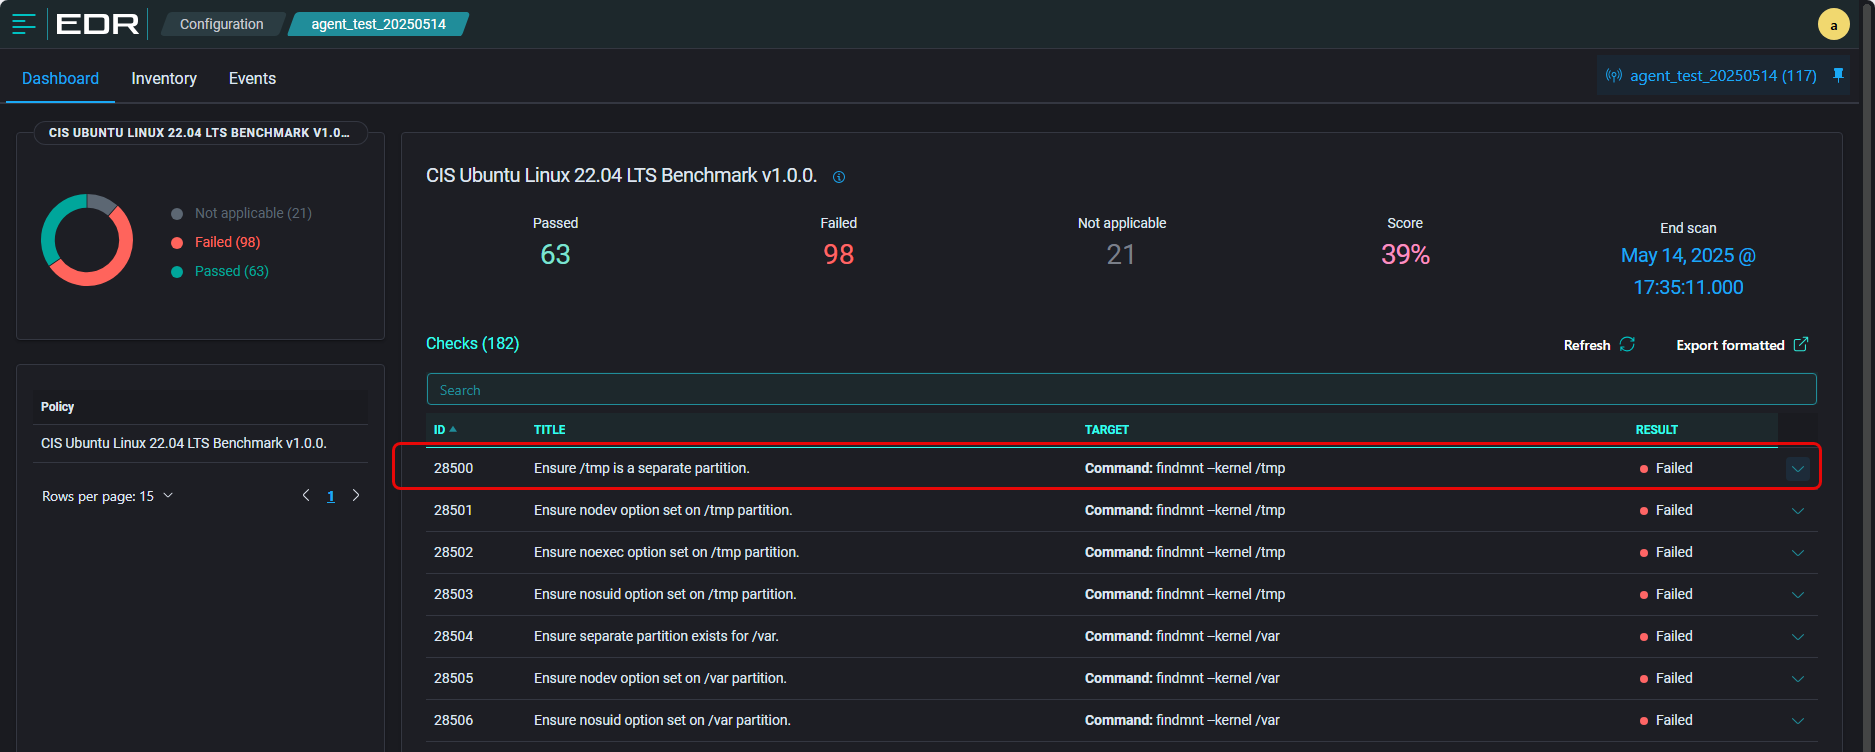 EDR
Configuration
agent_test_20250514
a
Dashboard
Inventory
Events
agent_test_20250514 (117)
CIS UBUNTU LINUX 22.04 LTS BENCHMARK V1.0...
Not applicable (21)
Failed (98)
Passed (63)
Policy
CIS Ubuntu Linux 22.04 LTS Benchmark v1.0.0.
Rows per page: 15
1
CIS Ubuntu Linux 22.04 LTS Benchmark v1.0.0.
Passed
63
Failed
98
Not applicable
21
Score
39%
End scan
May 14, 2025 @
17:35:11.000
Checks (182)
Refresh
Export formatted
Search
ID TITLE TARGET RESULT
28500 Ensure /tmp is a separate partition. Command: findmnt --kernel /tmp Failed
28501 Ensure nodev option set on /tmp partition. Command: findmnt --kernel /tmp Failed
28502 Ensure noexec option set on /tmp partition. Command: findmnt --kernel /tmp Failed
28503 Ensure nosuid option set on /tmp partition. Command: findmnt --kernel /tmp Failed
28504 Ensure separate partition exists for /var. Command: findmnt --kernel /var Failed
28505 Ensure nodev option set on /var partition. Command: findmnt --kernel /var Failed
28506 Ensure nosuid option set on /var partition. Command: findmnt --kernel /var Failed